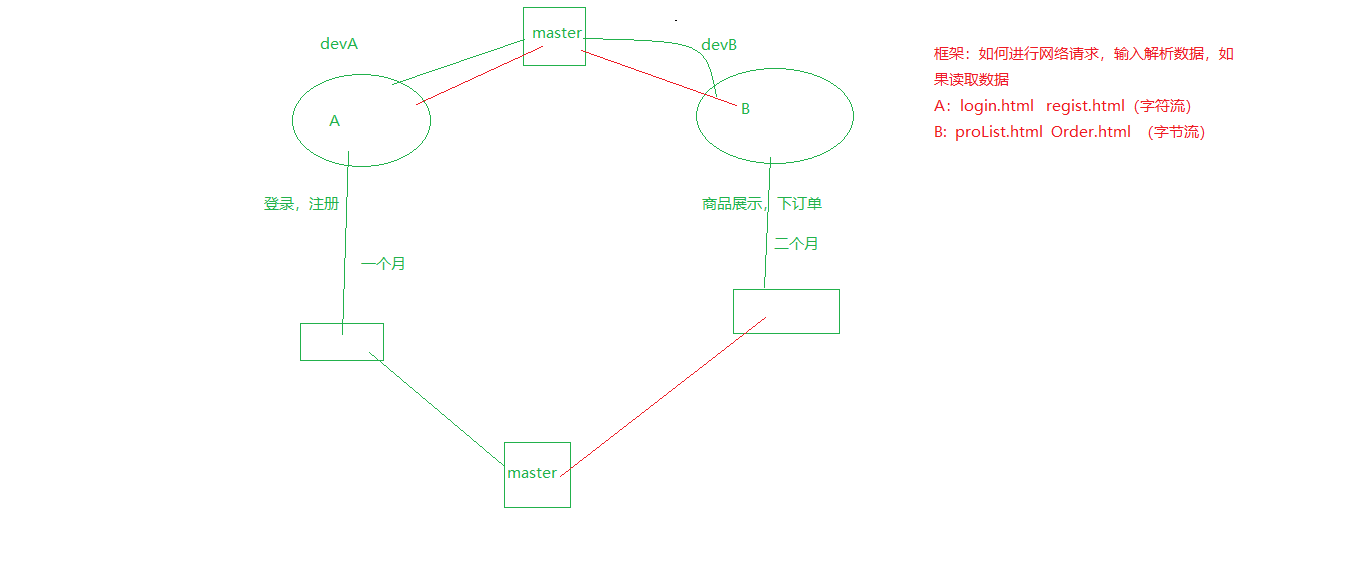 master
devA
devB
框架：如何进行网络请求，输入解析数据，如
果读取数据
A
B
A：login.html regist.html（字符流）
B: proList.html Order.html （字节流）
登录，注册
商品展示，下订单
二个月
一个月
master